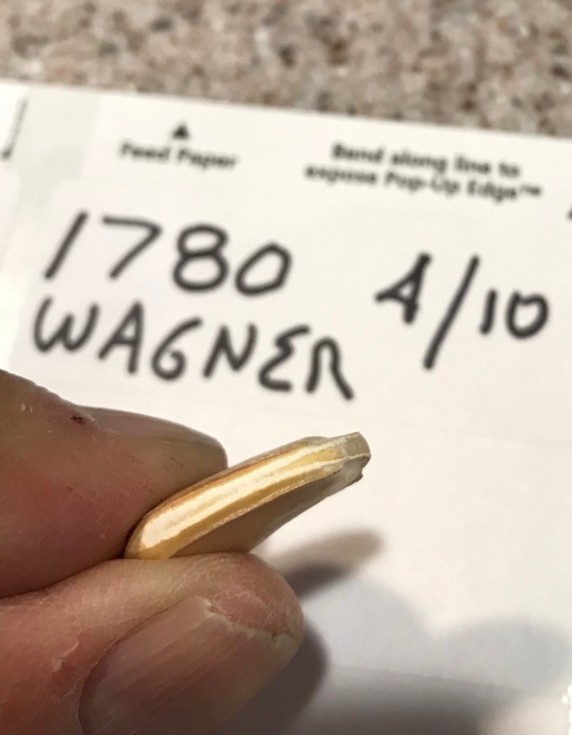 ▲
Feed Paper
Bend along line to
expose Pop-Up Edge™
1780 4/10
WAGNER